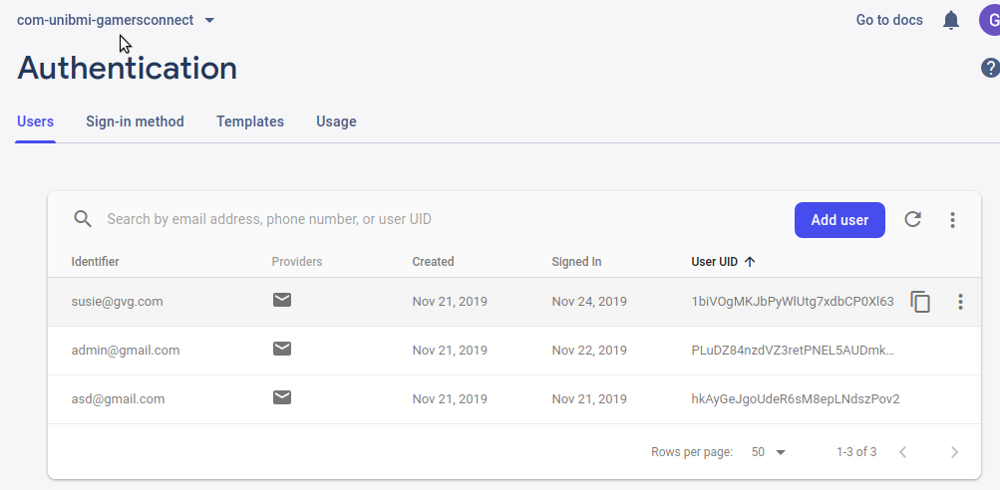 com-unibmi-gamersconnect Go to docs G
Authentication ?
Users Sign-in method Templates Usage
Search by email address, phone number, or user UID Add user
Identifier Providers Created Signed In User UID
susie@gvg.com Nov 21, 2019 Nov 24, 2019 1biVOgMKJbPyWlUtg7xdbCP0Xl63
admin@gmail.com Nov 21, 2019 Nov 22, 2019 PLuDZ84nzdVZ3retPNEL5AUDmk...
asd@gmail.com Nov 21, 2019 Nov 21, 2019 hkAyGeJgoUdeR6sM8epLNdszPov2
Rows per page: 50 1-3 of 3